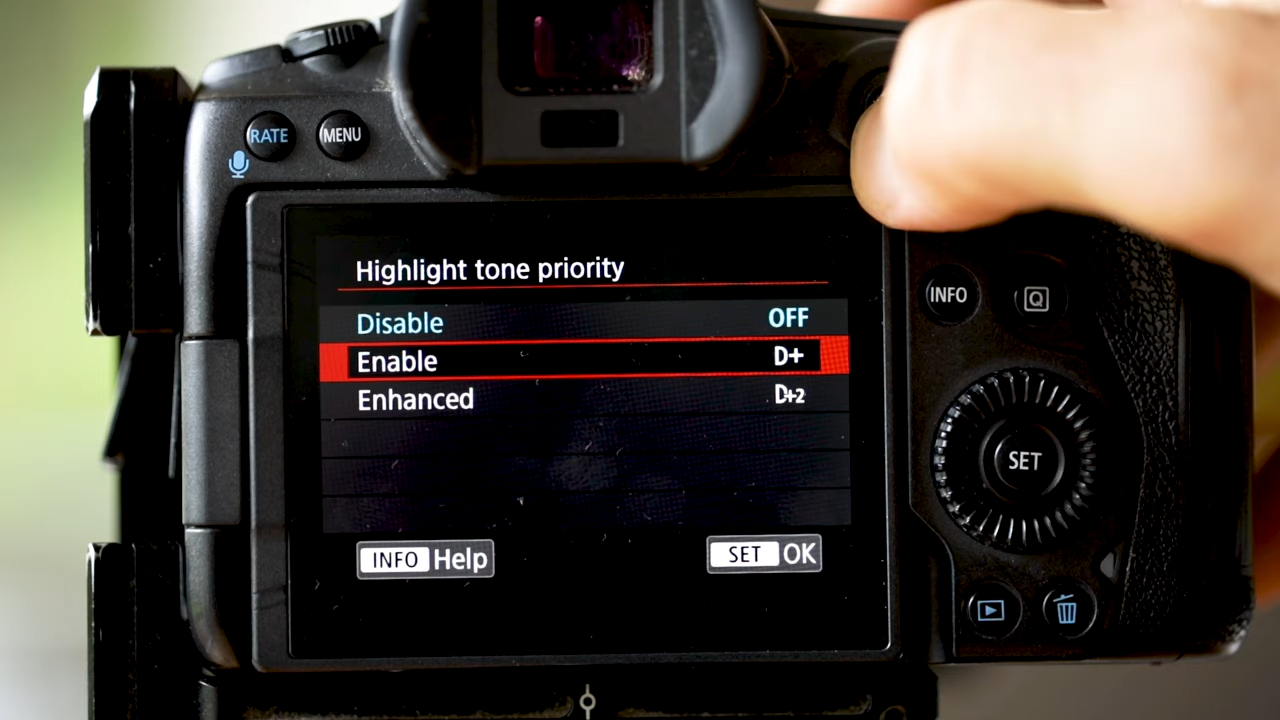 RATE MENU
Highlight tone priority
Disable OFF
Enable D+
Enhanced D+2
INFO Help SET OK
INFO Q
SET